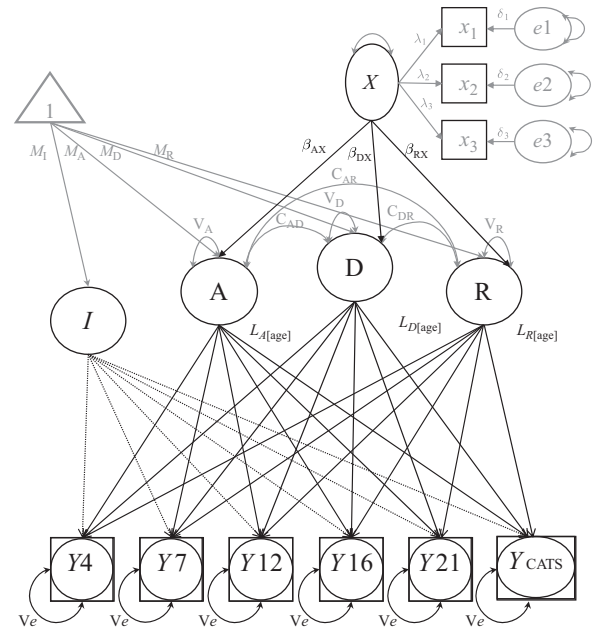 x1 δ1 e1
λ1
X λ2 x2 δ2 e2
λ3
x3 δ3 e3
1
MI MA MD MR
βAX βDX βRX
CAR
VA CAD VD CDR VR
A D R
I
LA[age] LD[age] LR[age]
Y4 Y7 Y12 Y16 Y21 YCATS
Ve Ve Ve Ve Ve Ve